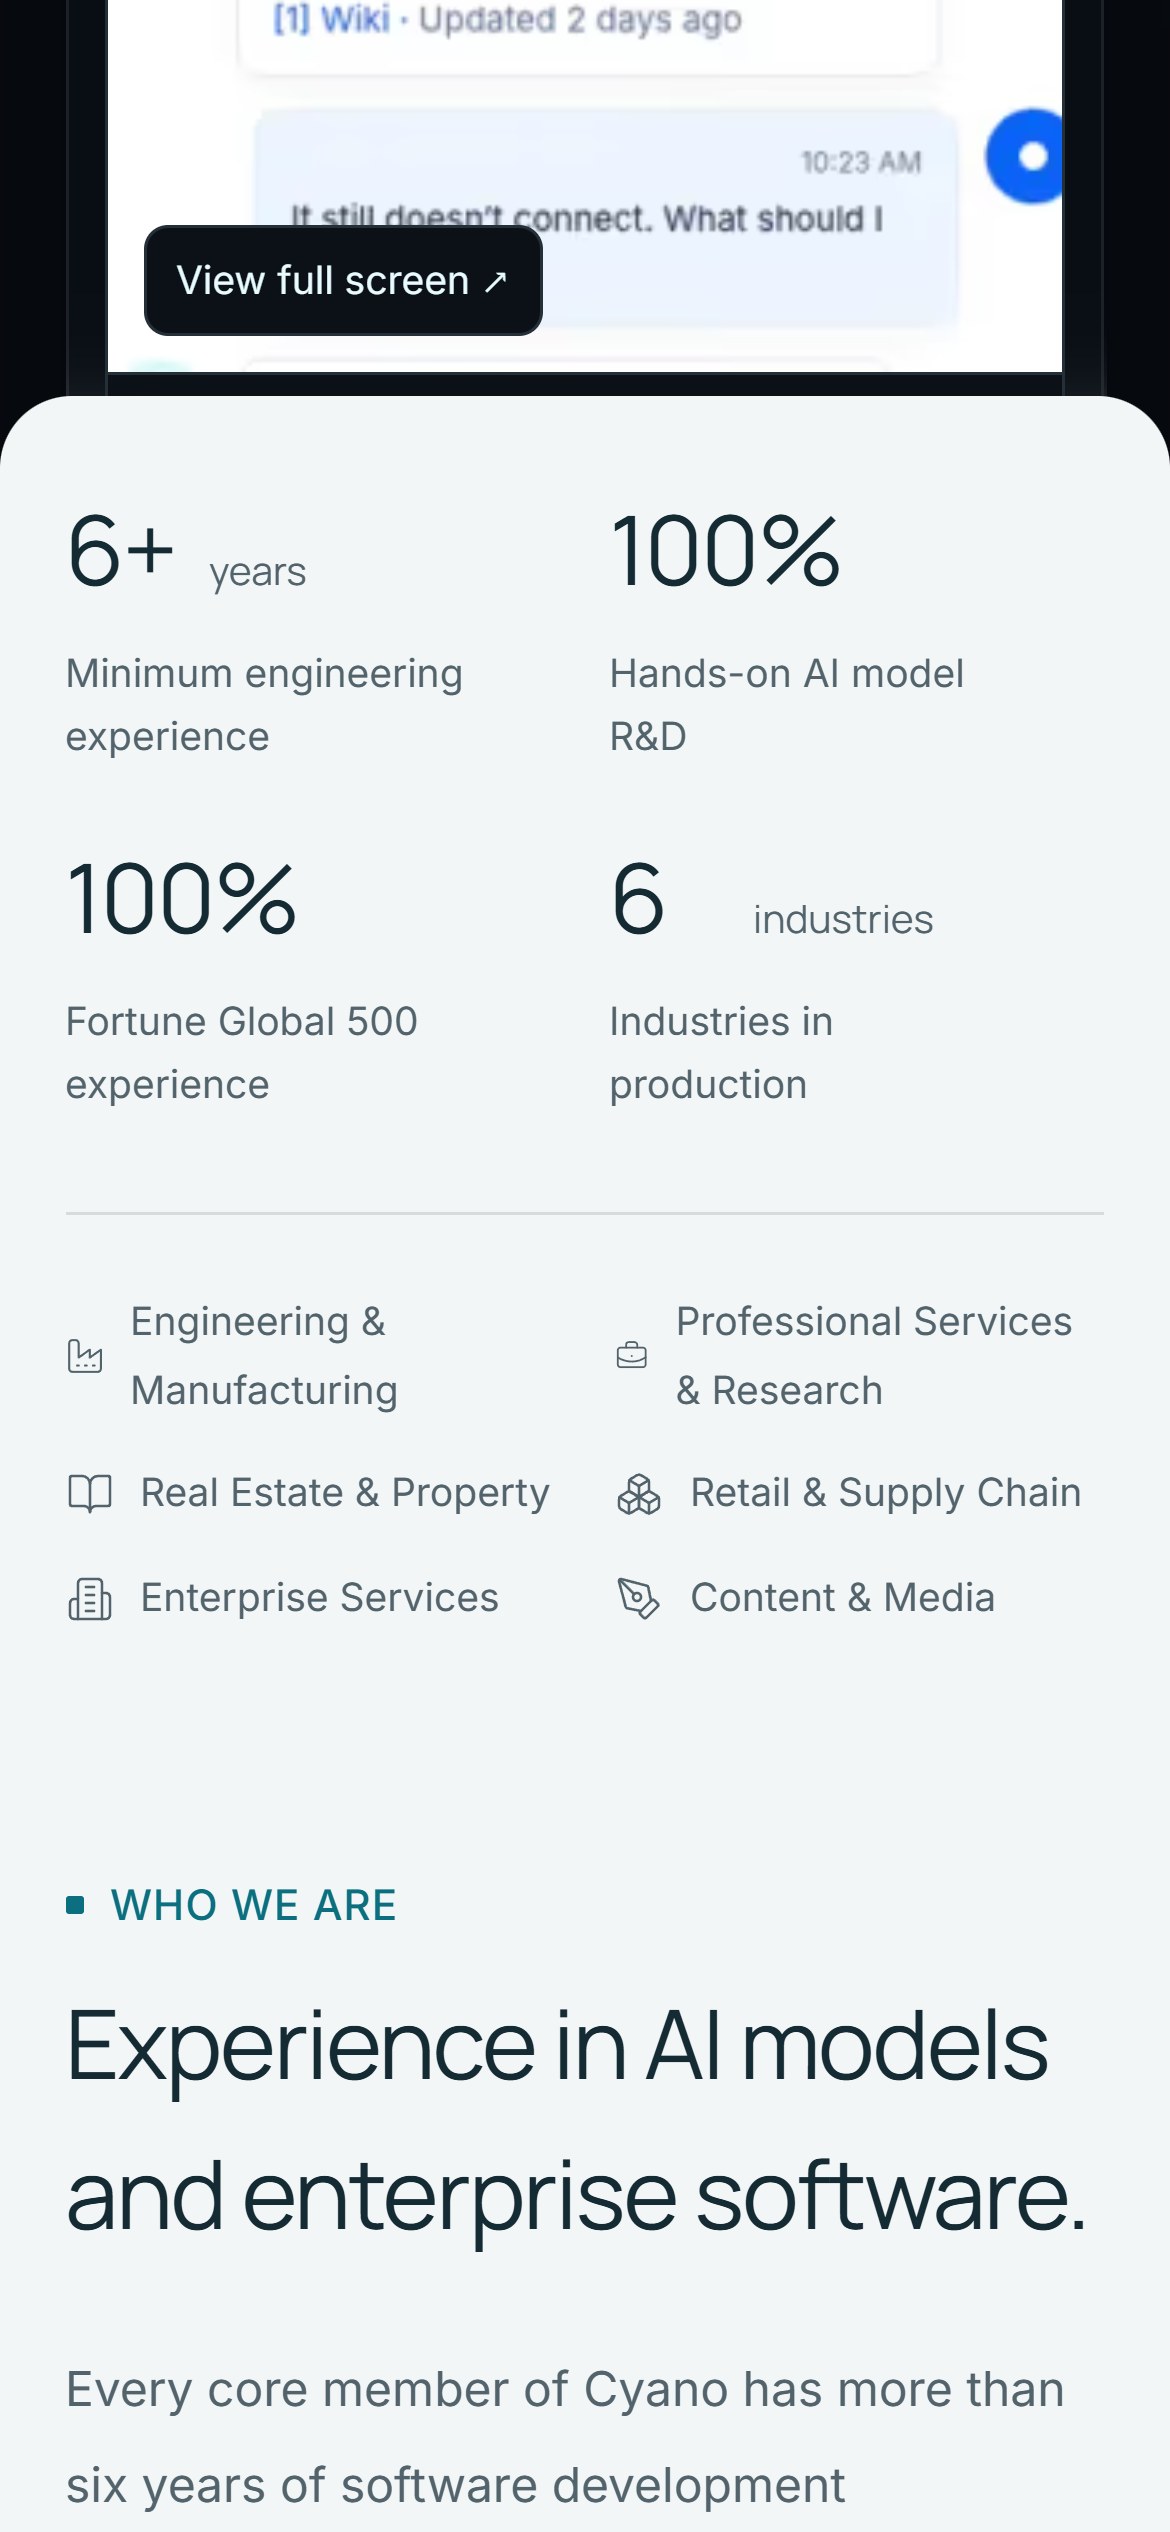 [1] Wiki · Updated 2 days ago
10:23 AM
It still doesn't connect. What should I
View full screen ↗
6+ years
100%
Minimum engineering
experience
Hands-on AI model
R&D
100%
6 industries
Fortune Global 500
experience
Industries in
production
Engineering &
Manufacturing
Professional Services
& Research
Real Estate & Property
Retail & Supply Chain
Enterprise Services
Content & Media
WHO WE ARE
Experience in AI models
and enterprise software.
Every core member of Cyano has more than
six years of software development